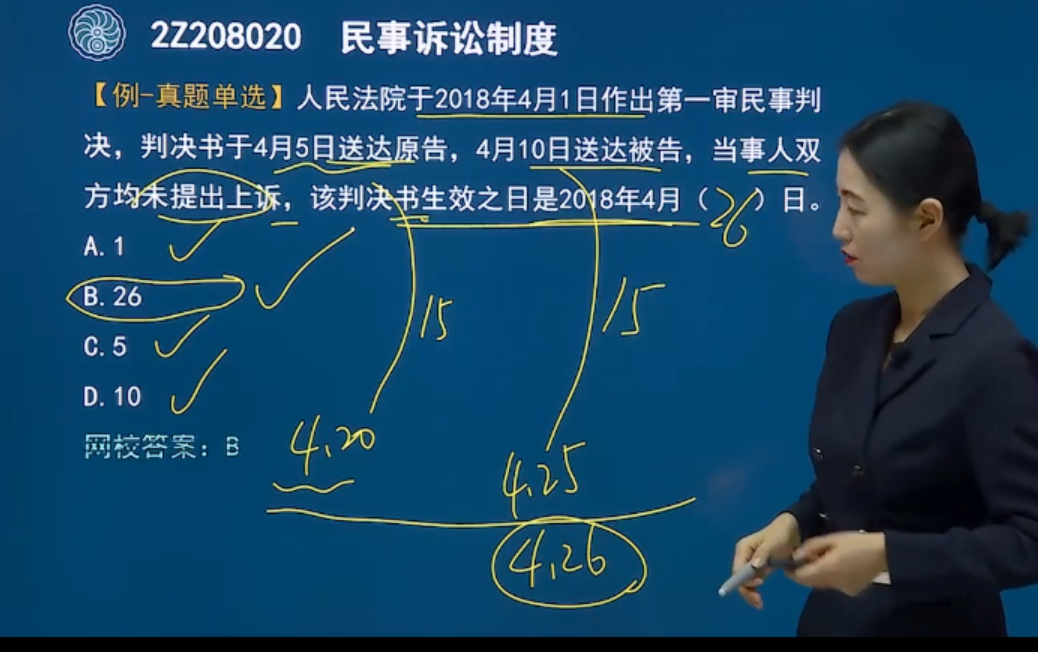 2Z208020 民事诉讼制度
【例-真题单选】人民法院于2018年4月1日作出第一审民事判
决，判决书于4月5日送达原告，4月10日送达被告，当事人双
方均未提出上诉，该判决书生效之日是2018年4月（26）日。
A.1
B.26
C.5
15 15
D.10
网校答案：B
4.20
4.25
4.26